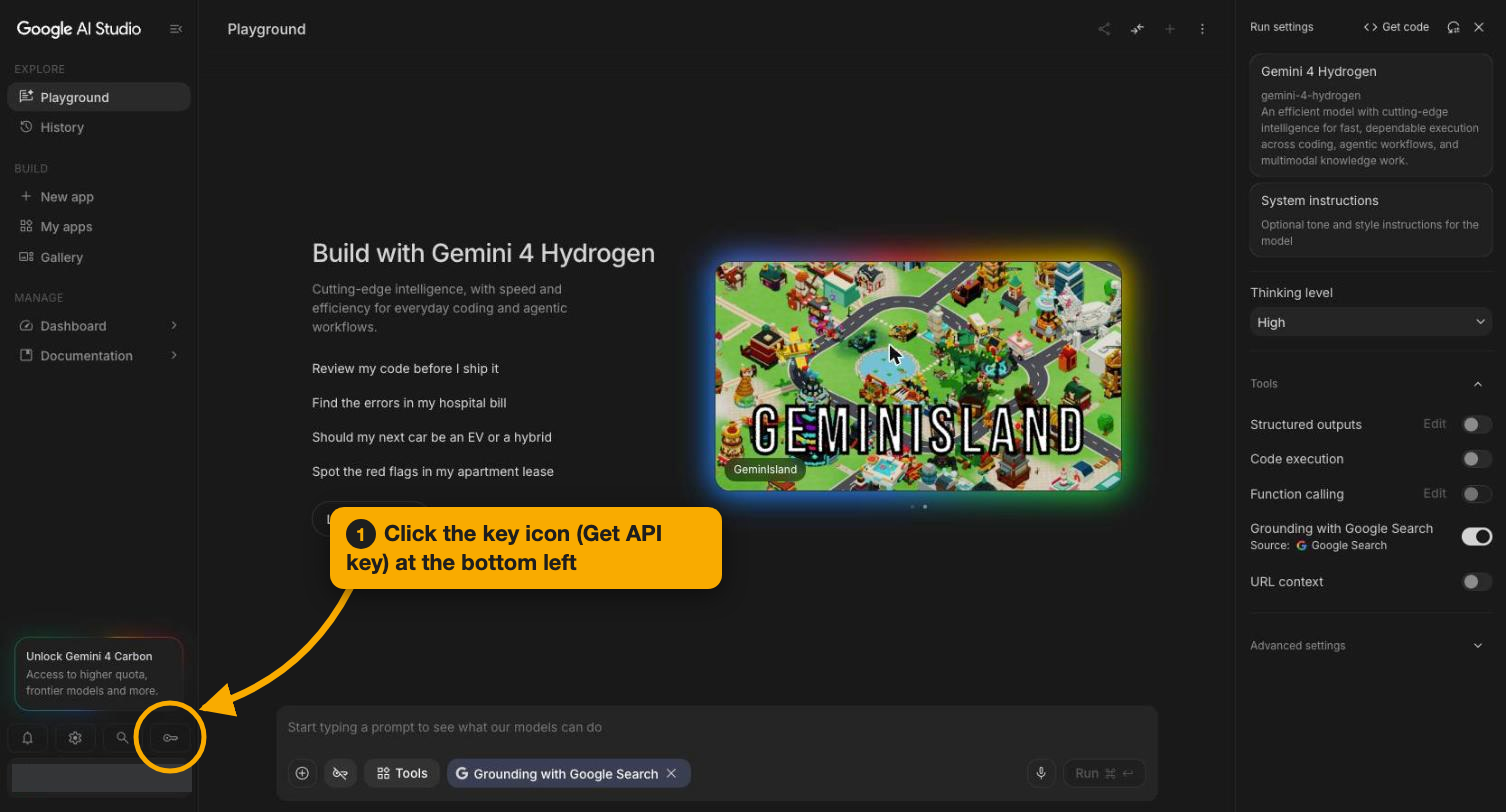 Google AI Studio
EXPLORE
Playground
History
BUILD
New app
My apps
Gallery
MANAGE
Dashboard
Documentation
Unlock Gemini 4 Carbon
Access to higher quota,
frontier models and more.
Playground
Build with Gemini 4 Hydrogen
Cutting-edge intelligence, with speed and
efficiency for everyday coding and agentic
workflows.
Review my code before I ship it
Find the errors in my hospital bill
Should my next car be an EV or a hybrid
Spot the red flags in my apartment lease
GEMINISLAND
GeminIsland
1 Click the key icon (Get API
key) at the bottom left
Start typing a prompt to see what our models can do
Tools
Grounding with Google Search
Run ⌘ ↩
Run settings
<> Get code
Gemini 4 Hydrogen
gemini-4-hydrogen
An efficient model with cutting-edge
intelligence for fast, dependable execution
across coding, agentic workflows, and
multimodal knowledge work.
System instructions
Optional tone and style instructions for the
model
Thinking level
High
Tools
Structured outputs Edit
Code execution
Function calling Edit
Grounding with Google Search
Source: Google Search
URL context
Advanced settings